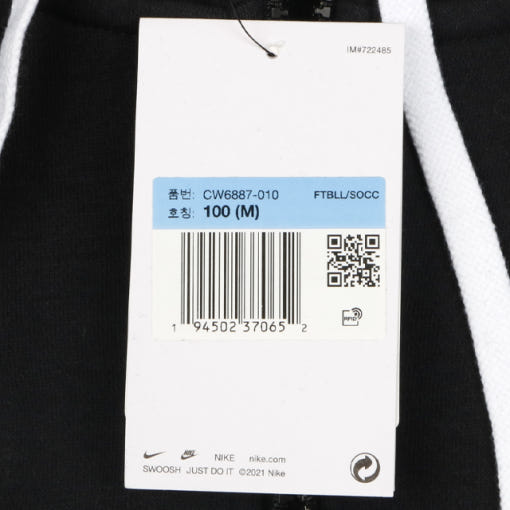 IM#722485
품번: CW6887-010 FTBLL/SOCC
호칭: 100 (M)
1 94502 37065 2
RFID
NIKE nike.com
SWOOSH JUST DO IT ©2021 Nike